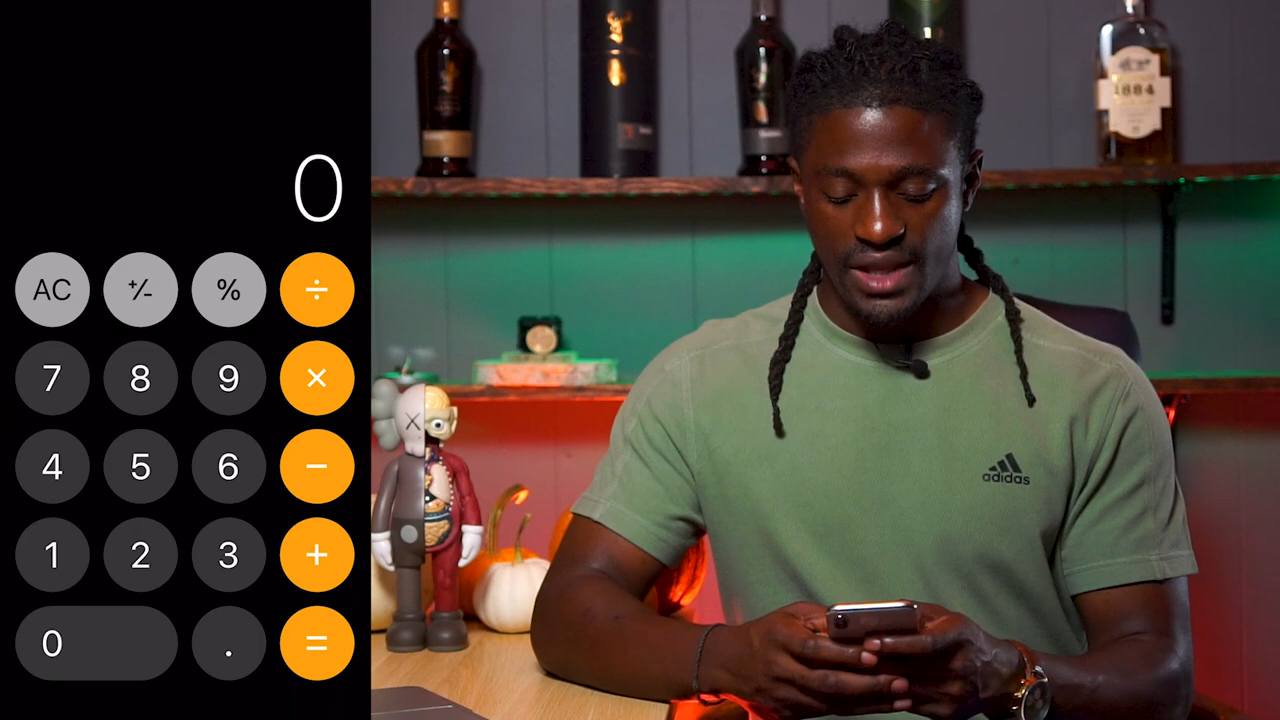 0
AC +/- % ÷
7 8 9 ×
4 5 6 −
1 2 3 +
0 . =
1884
adidas